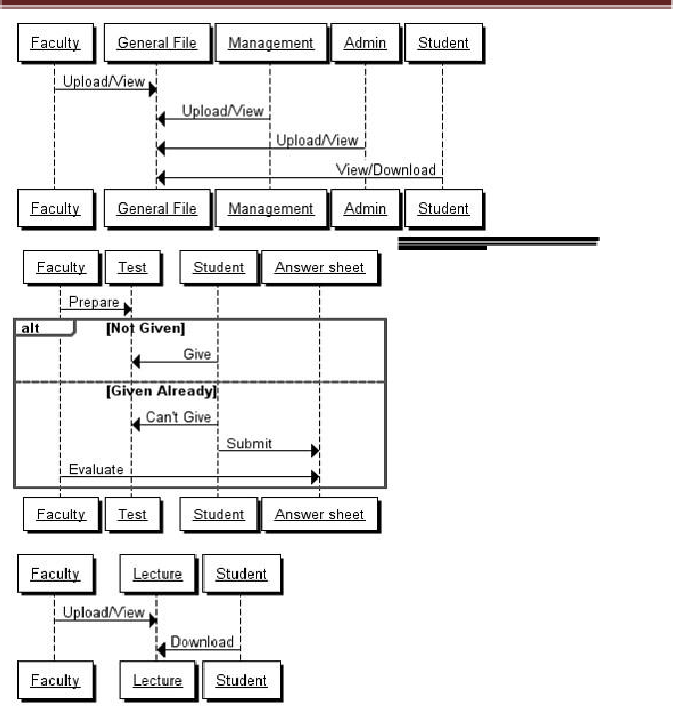 Faculty General File Management Admin Student
Upload/View
Upload/View
Upload/View
View/Download
Faculty General File Management Admin Student
Faculty Test Student Answer sheet
Prepare
alt [Not Given]
Give
[Given Already]
Can't Give
Submit
Evaluate
Faculty Test Student Answer sheet
Faculty Lecture Student
Upload/View
Download
Faculty Lecture Student